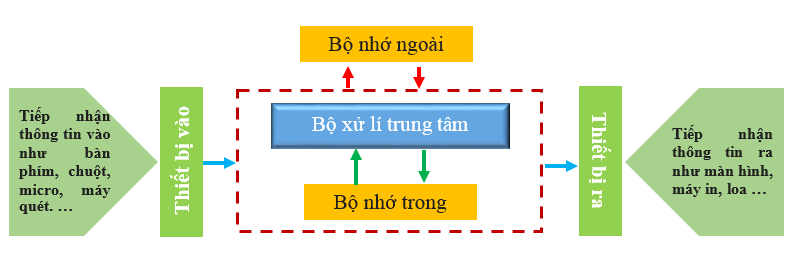 Bộ nhớ ngoài
Tiếp nhận
thông tin vào
như bàn
phím, chuột,
micro, máy
quét. …
Thiết bị vào
Bộ xử lí trung tâm
Bộ nhớ trong
Thiết bị ra
Tiếp nhận
thông tin ra
như màn hình,
máy in, loa …